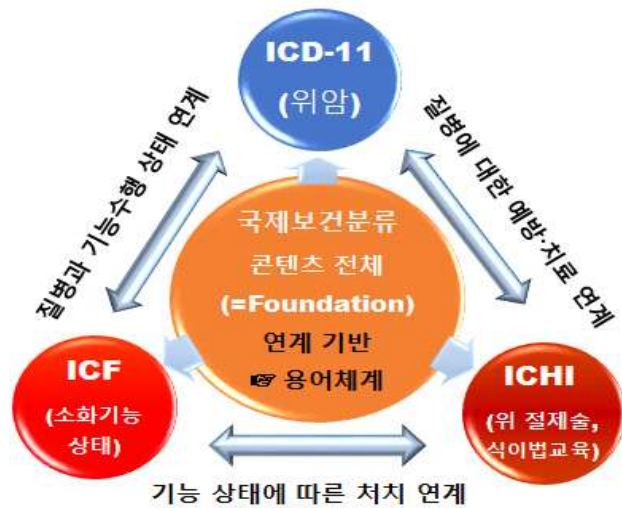 ICD-11
(위암)
질병과 기능수행 상태 연계
질병에 대한 예방·치료 연계
국제보건분류
콘텐츠 전체
(=Foundation)
연계 기반
☞ 용어체계
ICF
(소화기능
상태)
ICHI
(위 절제술,
식이법교육)
기능 상태에 따른 처치 연계